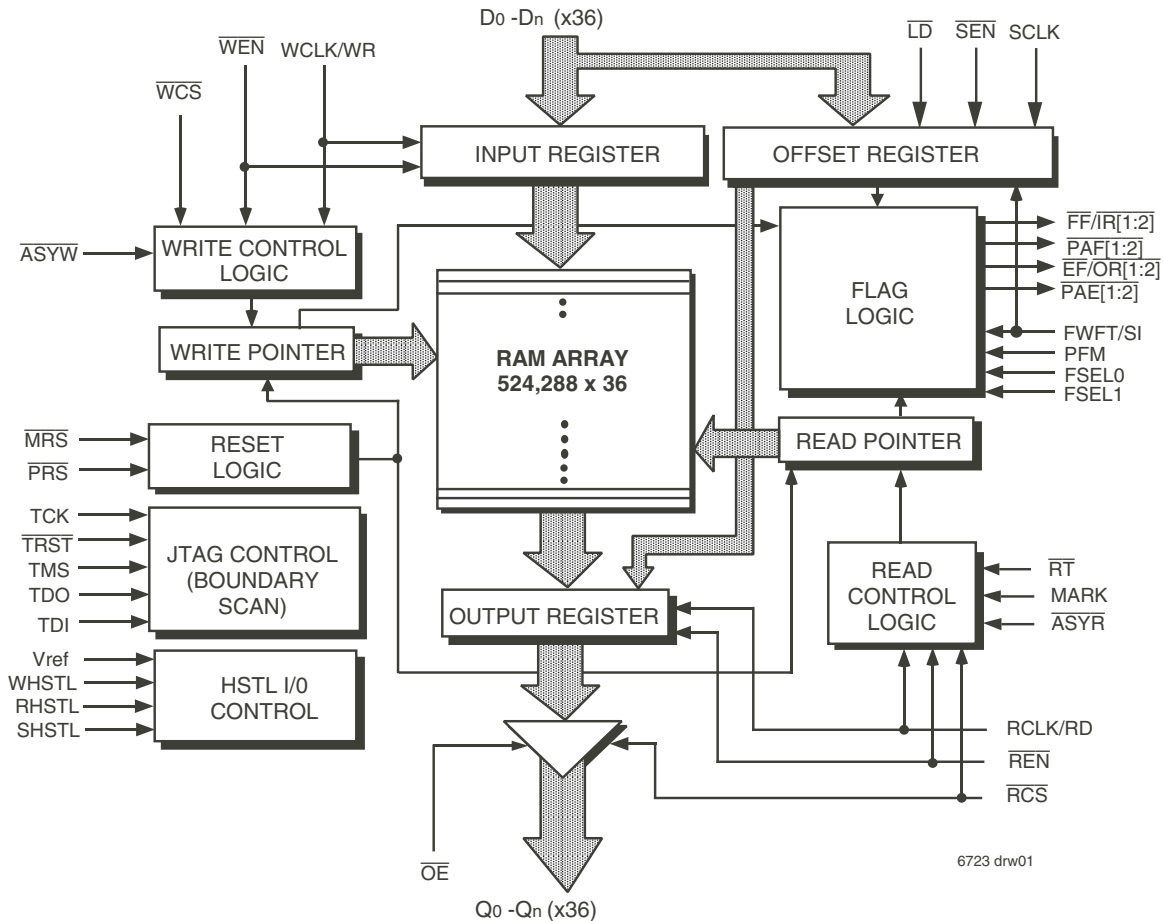 D0 -Dn (x36)
WEN
WCLK/WR
LD
SEN
SCLK
WCS
INPUT REGISTER
OFFSET REGISTER
ASYW
WRITE CONTROL
LOGIC
FF/IR[1:2]
PAF[1:2]
EF/OR[1:2]
PAE[1:2]
FLAG
LOGIC
WRITE POINTER
RAM ARRAY
524,288 x 36
FWFT/SI
PFM
FSEL0
FSEL1
MRS
PRS
RESET
LOGIC
READ POINTER
TCK
TRST
TMS
TDO
TDI
JTAG CONTROL
(BOUNDARY
SCAN)
READ
CONTROL
LOGIC
RT
MARK
ASYR
OUTPUT REGISTER
Vref
WHSTL
RHSTL
SHSTL
HSTL I/0
CONTROL
RCLK/RD
REN
RCS
OE
6723 drw01
Q0 -Qn (x36)